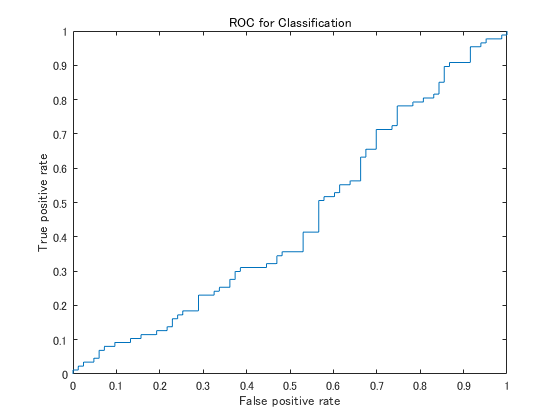 ROC for Classification
1
0.9
0.8
0.7
0.6
0.5
0.4
0.3
0.2
0.1
0
True positive rate
0 0.1 0.2 0.3 0.4 0.5 0.6 0.7 0.8 0.9 1
False positive rate